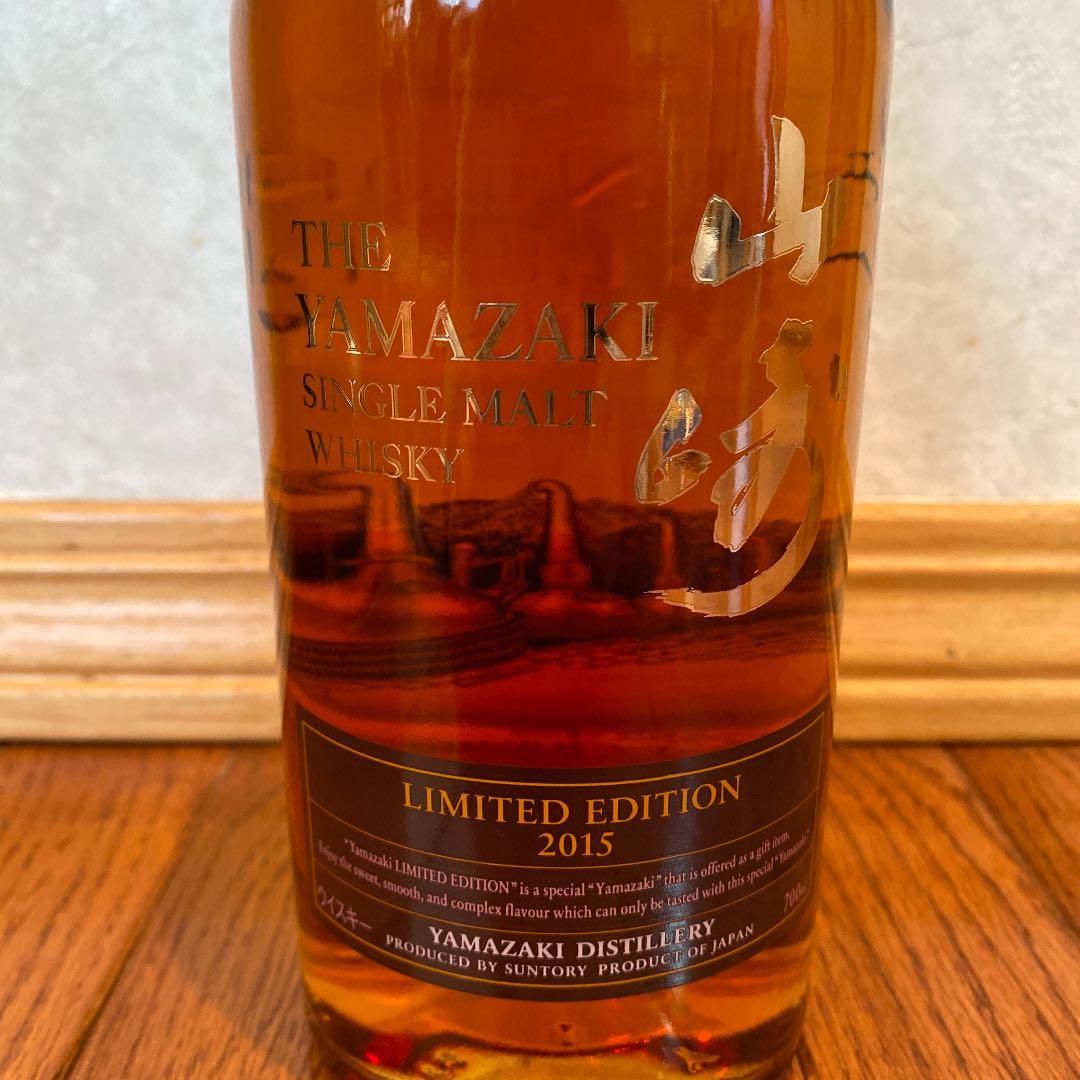 THE
YAMAZAKI
SINGLE MALT
WHISKY
山崎
LIMITED EDITION
2015
"Yamazaki LIMITED EDITION" is a special "Yamazaki" that is offered as a gift item.
Enjoy the sweet, smooth, and complex flavour which can only be tasted with this special "Yamazaki"
ウイスキー
700ml
YAMAZAKI DISTILLERY
PRODUCED BY SUNTORY PRODUCT OF JAPAN